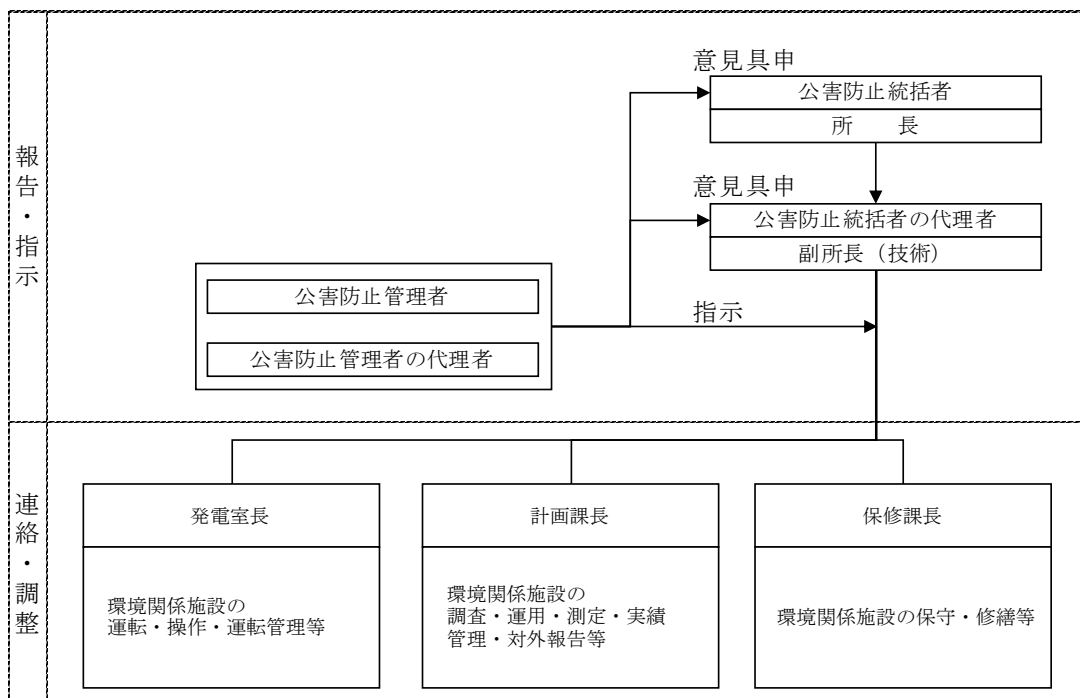 報告・指示
意見具申
公害防止統括者
所　　長
意見具申
公害防止統括者の代理者
副所長（技術）
公害防止管理者
指示
公害防止管理者の代理者
連絡・調整
発電室長
環境関係施設の
運転・操作・運転管理等
計画課長
環境関係施設の
調査・運用・測定・実績
管理・対外報告等
保修課長
環境関係施設の保守・修繕等